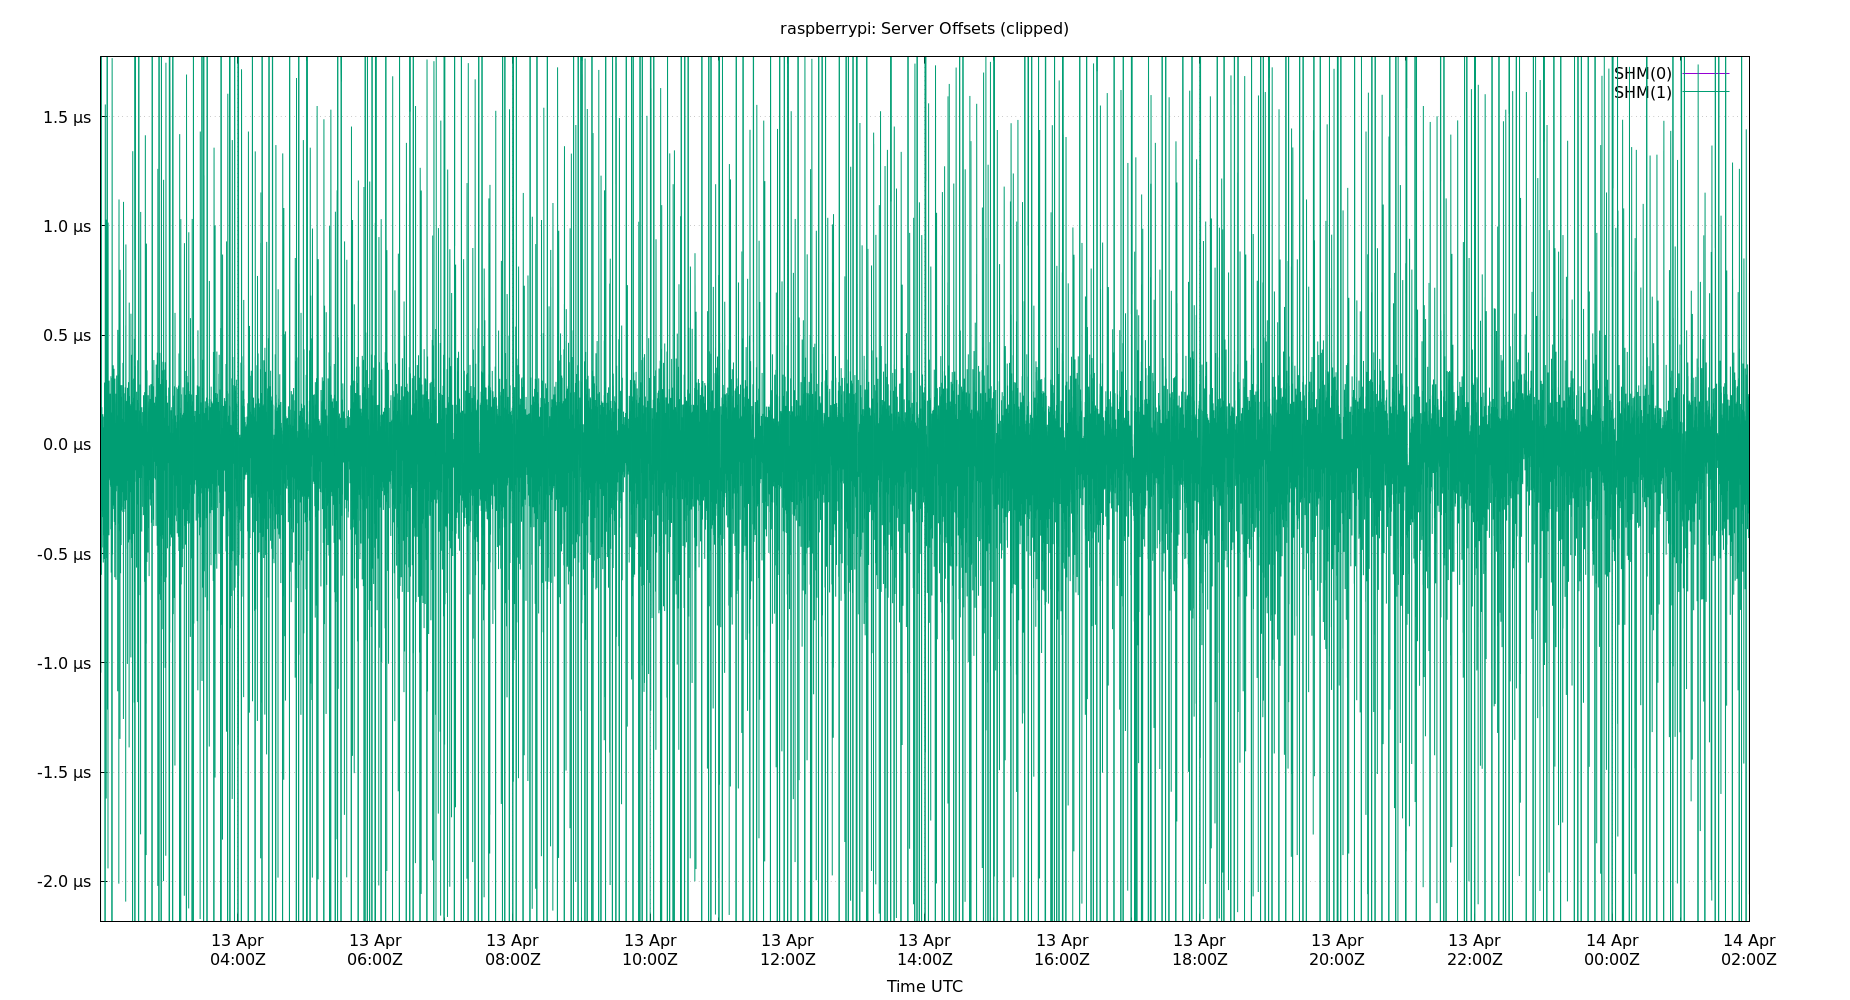 raspberrypi: Server Offsets (clipped)
SHM(0)
SHM(1)
1.5 µs
1.0 µs
0.5 µs
0.0 µs
-0.5 µs
-1.0 µs
-1.5 µs
-2.0 µs
13 Apr 13 Apr 13 Apr 13 Apr 13 Apr 13 Apr 13 Apr 13 Apr 13 Apr 13 Apr 14 Apr 14 Apr
04:00Z 06:00Z 08:00Z 10:00Z 12:00Z 14:00Z 16:00Z 18:00Z 20:00Z 22:00Z 00:00Z 02:00Z
Time UTC